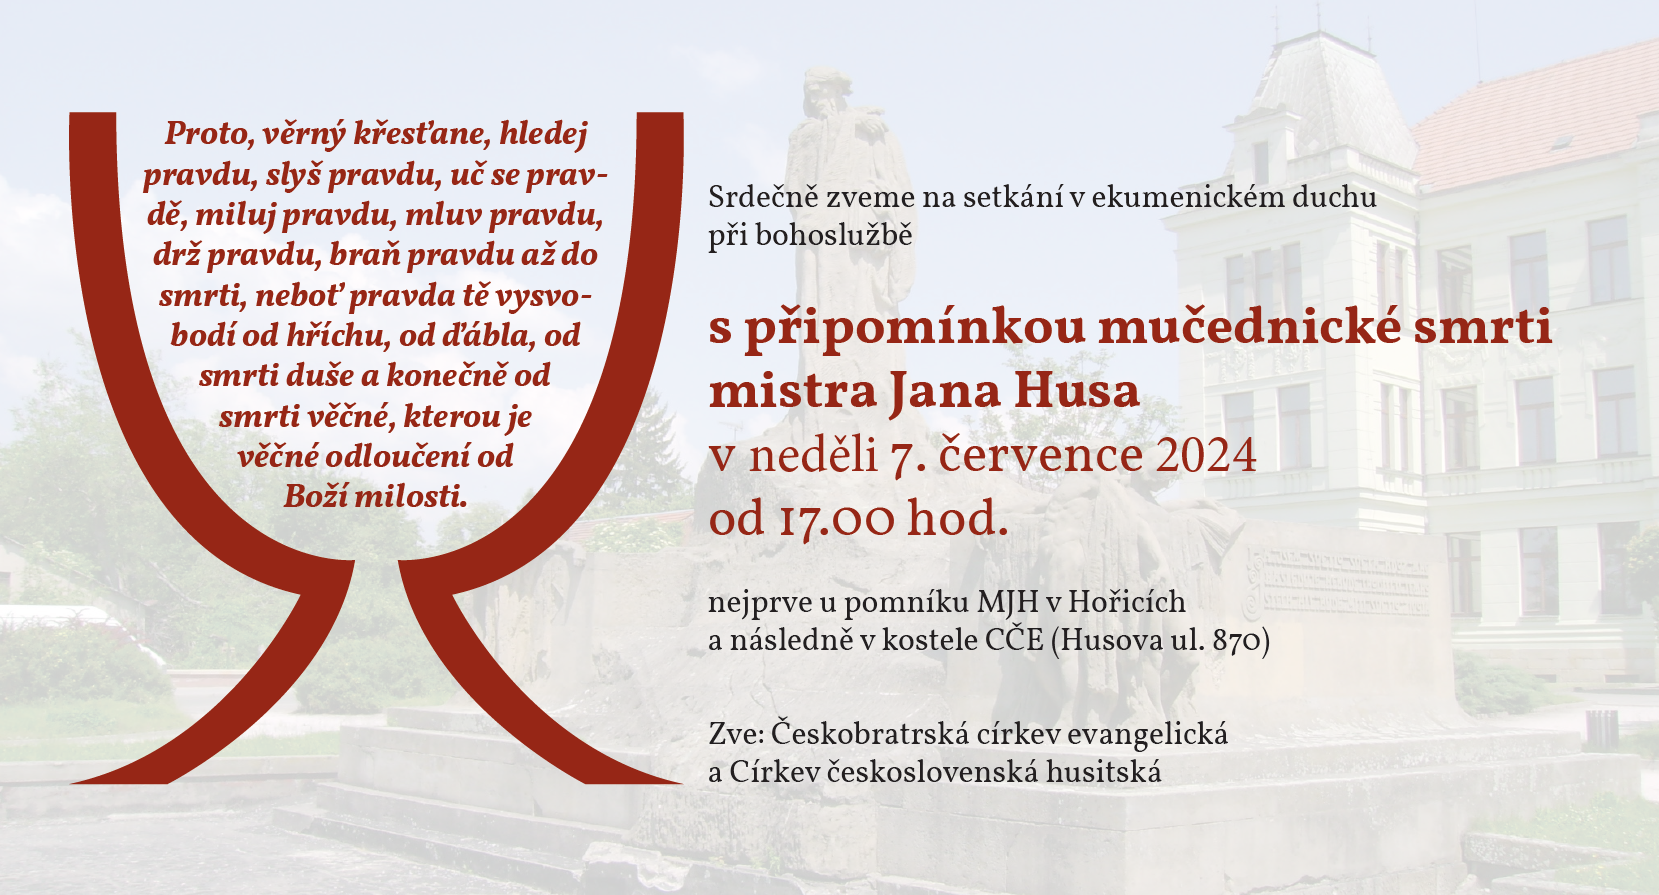 Proto, věrný křesťane, hledej
pravdu, slyš pravdu, uč se prav-
dě, miluj pravdu, mluv pravdu,
drž pravdu, braň pravdu až do
smrti, neboť pravda tě vysvo-
bodí od hříchu, od ďábla, od
smrti duše a konečně od
smrti věčné, kterou je
věčné odloučení od
Boží milosti.
Srdečně zveme na setkání v ekumenickém duchu
při bohoslužbě
s připomínkou mučednické smrti
mistra Jana Husa
v neděli 7. července 2024
od 17.00 hod.
nejprve u pomníku MJH v Hořicích
a následně v kostele CČE (Husova ul. 870)
Zve: Českobratrská církev evangelická
a Církev československá husitská